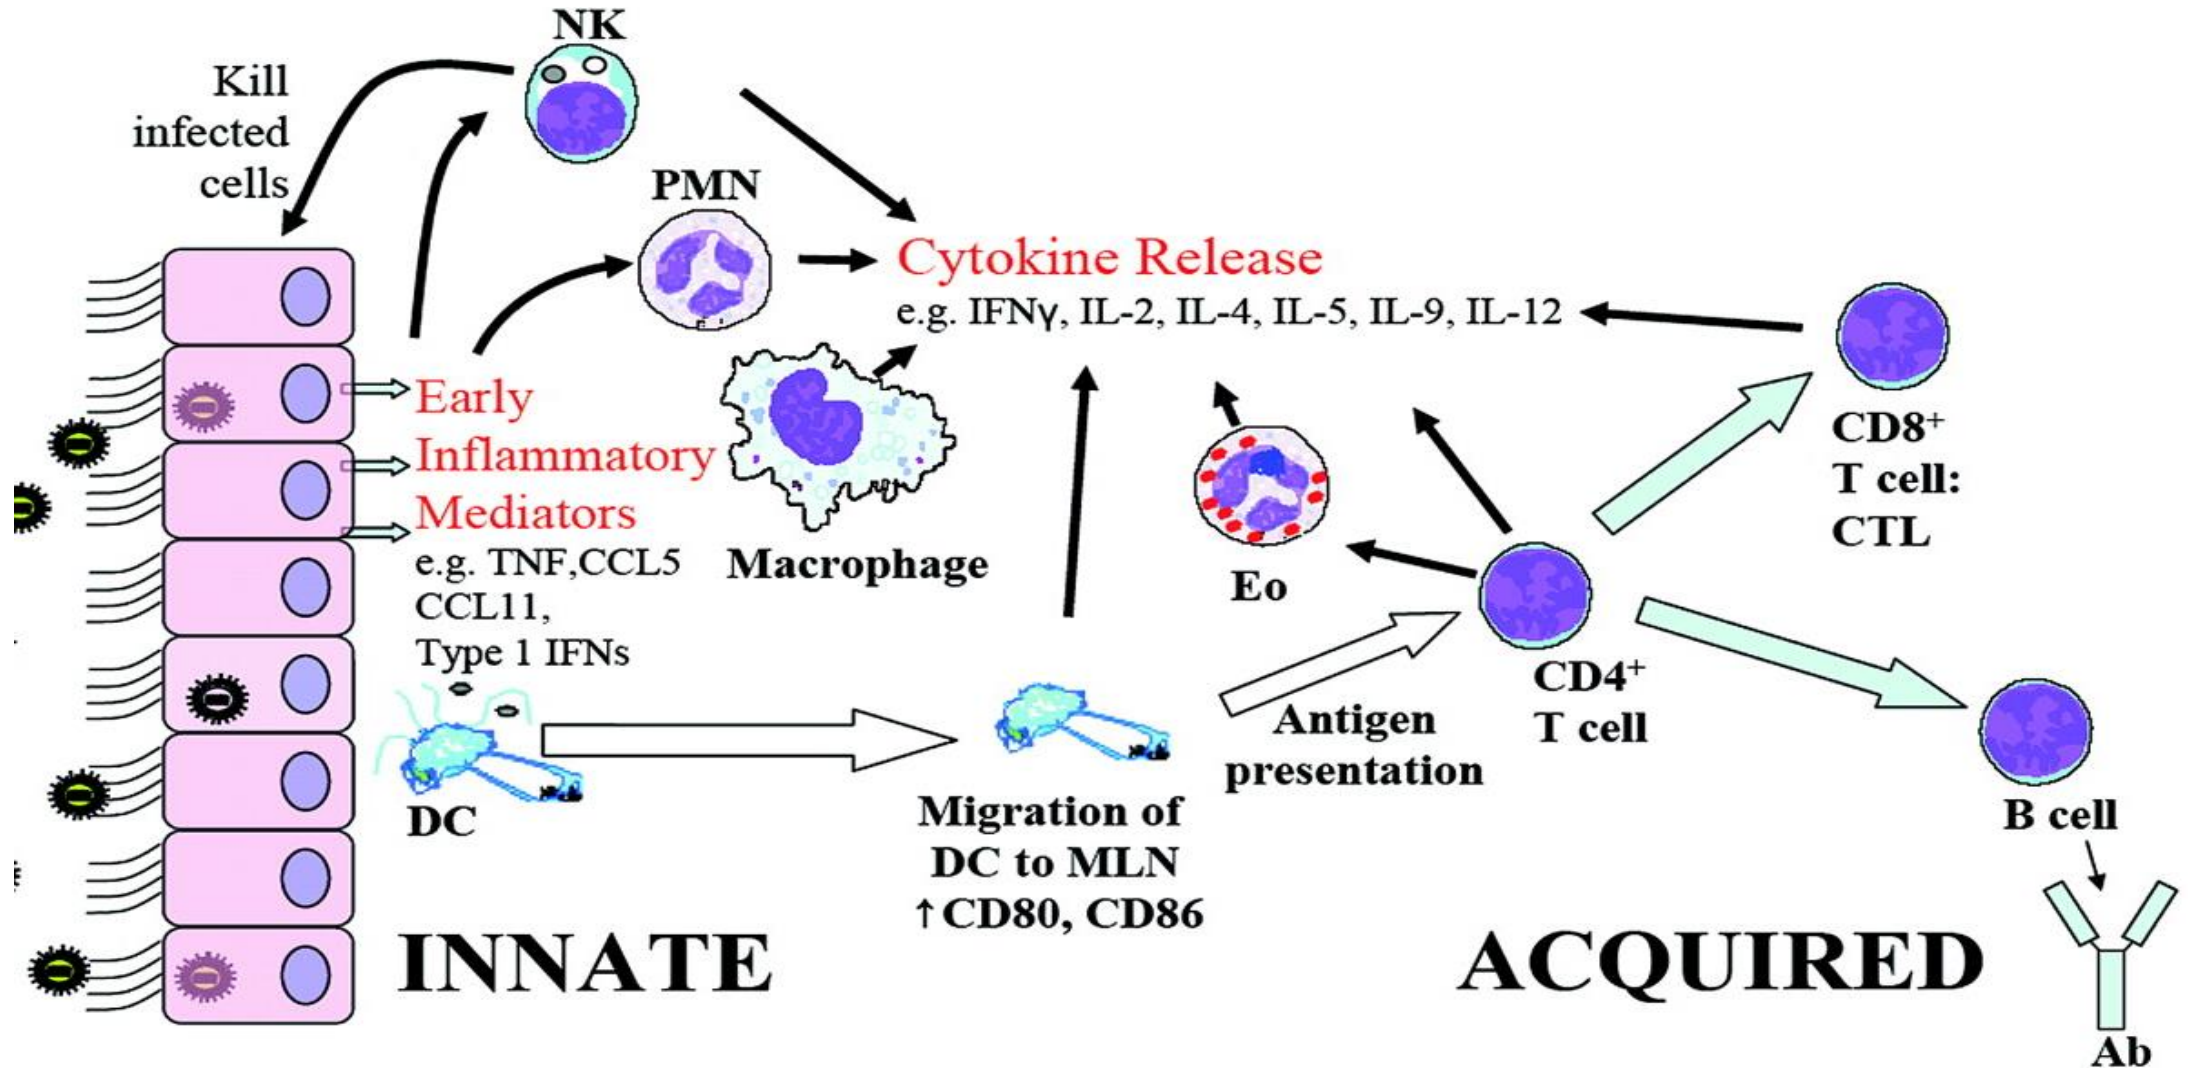 NK
Kill
infected
cells
PMN
Cytokine Release
e.g. IFNγ, IL-2, IL-4, IL-5, IL-9, IL-12
Early
Inflammatory
Mediators
e.g. TNF,CCL5
CCL11,
Type 1 IFNs
Macrophage
Eo
CD8⁺
T cell:
CTL
CD4⁺
T cell
Antigen
presentation
DC
Migration of
DC to MLN
↑CD80, CD86
B cell
INNATE
ACQUIRED
Ab